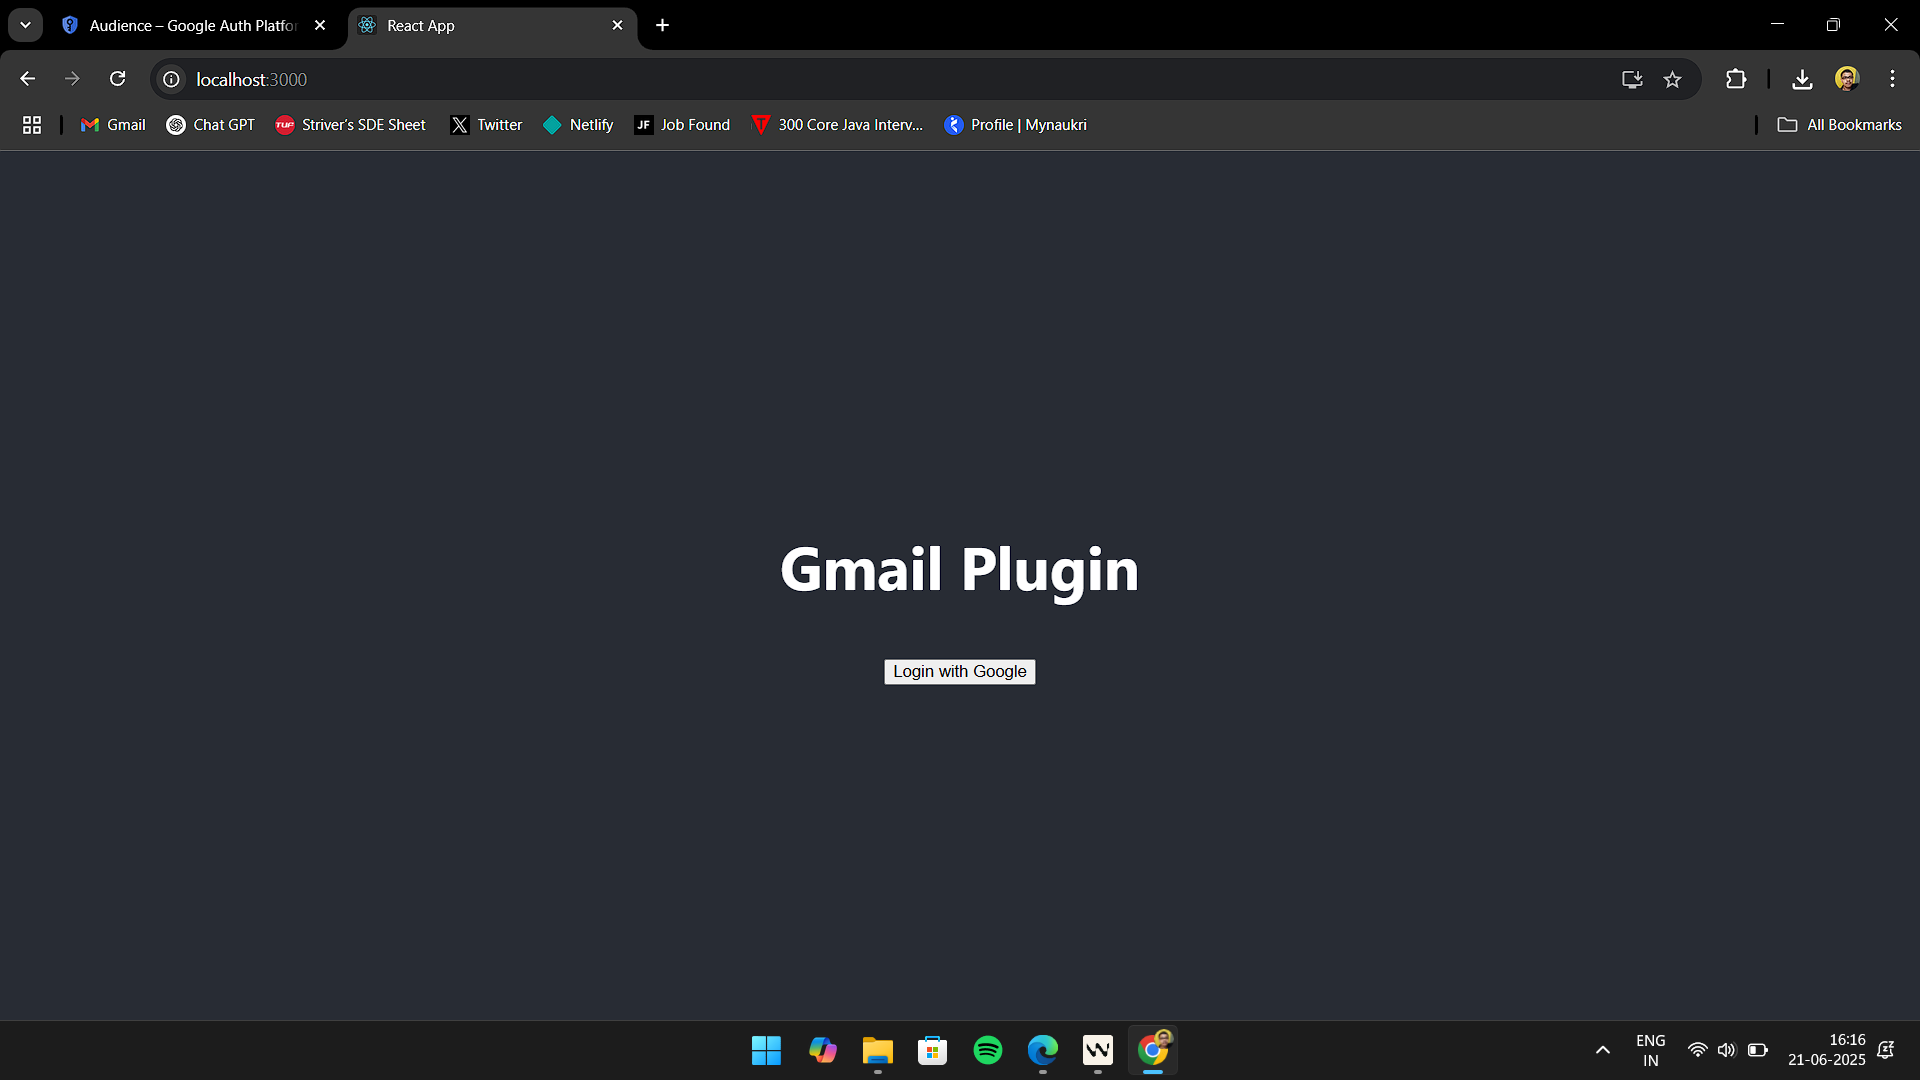 Audience – Google Auth Platfor
React App
localhost:3000
Gmail
Chat GPT
TUF
Striver's SDE Sheet
Twitter
Netlify
JF
Job Found
300 Core Java Interv...
Profile | Mynaukri
All Bookmarks
Gmail Plugin
Login with Google
ENG
IN
16:16
21-06-2025